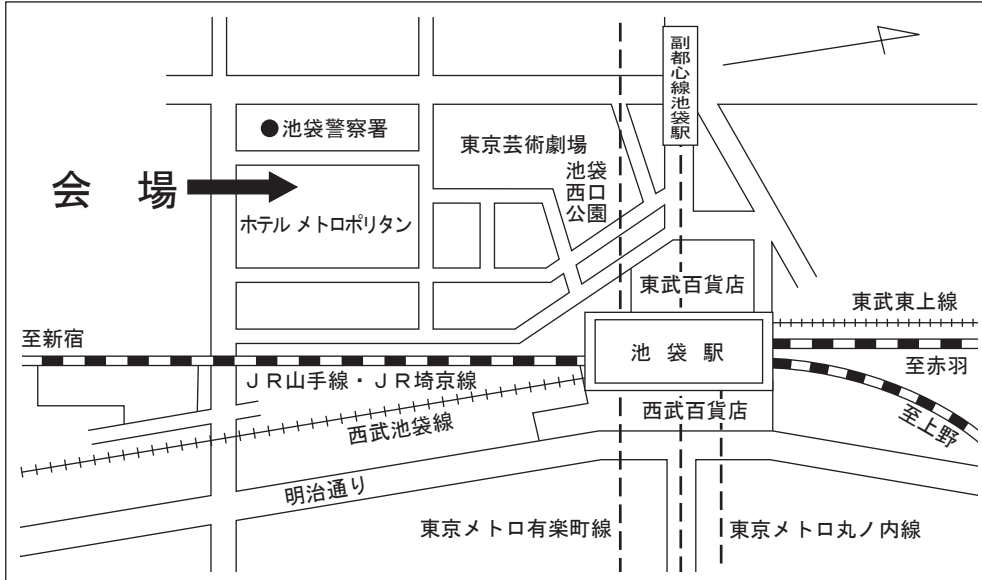 副都心線池袋駅
●池袋警察署
東京芸術劇場
池袋
西口
公園
会場
ホテル メトロポリタン
東武百貨店
東武東上線
至新宿
池袋駅
至赤羽
JR山手線・JR埼京線
西武百貨店
至上野
西武池袋線
明治通り
東京メトロ有楽町線
東京メトロ丸ノ内線